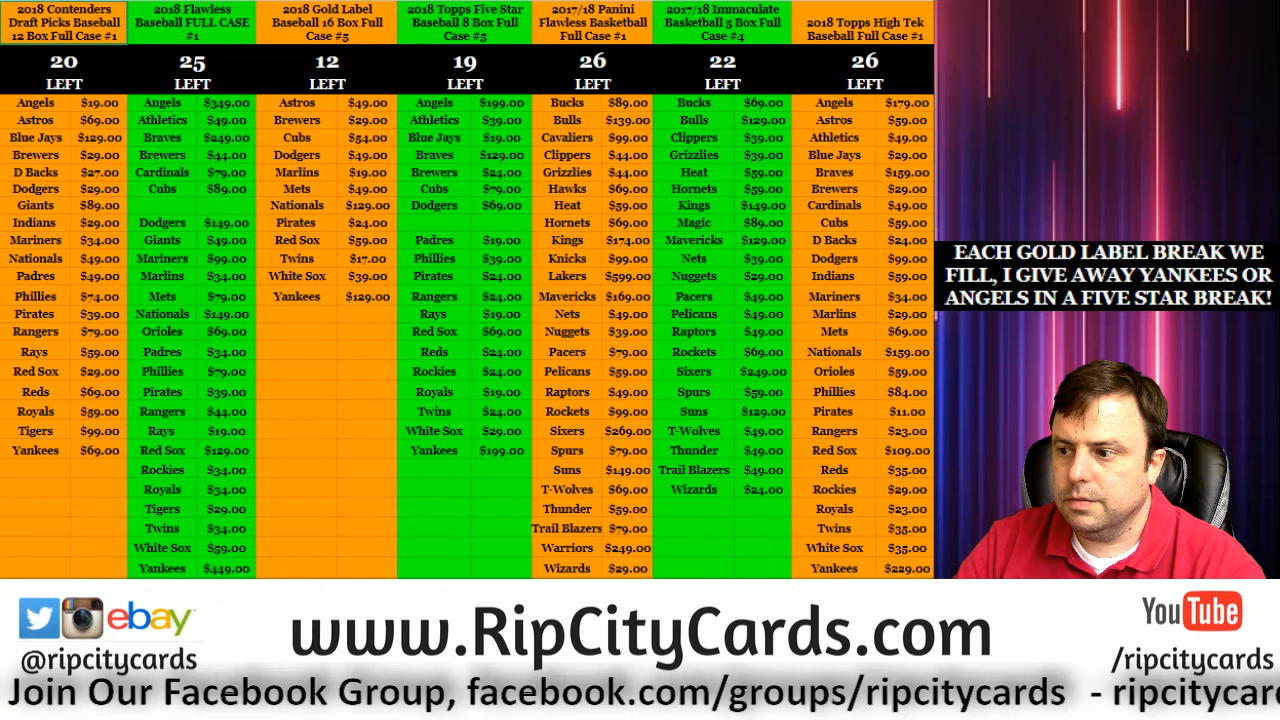 2018 Contenders
Draft Picks Baseball
12 Box Full Case #1
20
LEFT
Angels $19.00
Astros $69.00
Blue Jays $129.00
Brewers $29.00
D Backs $27.00
Dodgers $29.00
Giants $89.00
Indians $29.00
Mariners $34.00
Nationals $49.00
Padres $49.00
Phillies $74.00
Pirates $39.00
Rangers $79.00
Rays $59.00
Red Sox $29.00
Reds $69.00
Royals $59.00
Tigers $99.00
Yankees $69.00
2018 Flawless
Baseball FULL CASE
#1
25
LEFT
Angels $349.00
Athletics $49.00
Braves $249.00
Brewers $44.00
Cardinals $79.00
Cubs $89.00
Dodgers $149.00
Giants $49.00
Mariners $99.00
Marlins $34.00
Mets $79.00
Nationals $149.00
Orioles $69.00
Padres $34.00
Phillies $79.00
Pirates $39.00
Rangers $44.00
Rays $19.00
Red Sox $129.00
Rockies $34.00
Royals $34.00
Tigers $29.00
Twins $34.00
White Sox $59.00
Yankees $449.00
2018 Gold Label
Baseball 16 Box Full
Case #5
12
LEFT
Astros $49.00
Brewers $29.00
Cubs $54.00
Dodgers $49.00
Marlins $19.00
Mets $49.00
Nationals $129.00
Pirates $24.00
Red Sox $59.00
Twins $17.00
White Sox $39.00
Yankees $129.00
2018 Topps Five Star
Baseball 8 Box Full
Case #5
19
LEFT
Angels $199.00
Athletics $39.00
Blue Jays $19.00
Braves $129.00
Brewers $24.00
Cubs $79.00
Dodgers $69.00
Padres $19.00
Phillies $39.00
Pirates $24.00
Rangers $24.00
Rays $19.00
Red Sox $69.00
Reds $24.00
Rockies $24.00
Royals $19.00
Twins $24.00
White Sox $29.00
Yankees $199.00
2017/18 Panini
Flawless Basketball
Full Case #1
26
LEFT
Bucks $89.00
Bulls $139.00
Cavaliers $99.00
Clippers $44.00
Grizzlies $44.00
Hawks $69.00
Heat $59.00
Hornets $69.00
Kings $174.00
Knicks $99.00
Lakers $599.00
Mavericks $169.00
Nets $49.00
Nuggets $39.00
Pacers $79.00
Pelicans $59.00
Raptors $49.00
Rockets $99.00
Sixers $269.00
Spurs $79.00
Suns $149.00
T-Wolves $69.00
Thunder $59.00
Trail Blazers $79.00
Warriors $249.00
Wizards $29.00
2017/18 Immaculate
Basketball 5 Box Full
Case #4
22
LEFT
Bucks $69.00
Bulls $129.00
Clippers $39.00
Grizzlies $39.00
Heat $59.00
Hornets $59.00
Kings $149.00
Magic $89.00
Mavericks $129.00
Nets $39.00
Nuggets $29.00
Pacers $49.00
Pelicans $49.00
Raptors $49.00
Rockets $69.00
Sixers $249.00
Spurs $59.00
Suns $129.00
T-Wolves $49.00
Thunder $49.00
Trail Blazers $49.00
Wizards $24.00
2018 Topps High Tek
Baseball Full Case #1
26
LEFT
Angels $179.00
Astros $59.00
Athletics $49.00
Blue Jays $29.00
Braves $159.00
Brewers $29.00
Cardinals $49.00
Cubs $59.00
D Backs $24.00
Dodgers $99.00
Indians $59.00
Mariners $34.00
Marlins $29.00
Mets $69.00
Nationals $159.00
Orioles $59.00
Phillies $84.00
Pirates $11.00
Rangers $23.00
Red Sox $109.00
Reds $35.00
Rockies $29.00
Royals $23.00
Twins $35.00
White Sox $35.00
Yankees $229.00
EACH GOLD LABEL BREAK WE
FILL, I GIVE AWAY YANKEES OR
ANGELS IN A FIVE STAR BREAK!
ebay
@ripcitycards
www.RipCityCards.com
YouTube
/ripcitycards
Join Our Facebook Group, facebook.com/groups/ripcitycards - ripcitycar